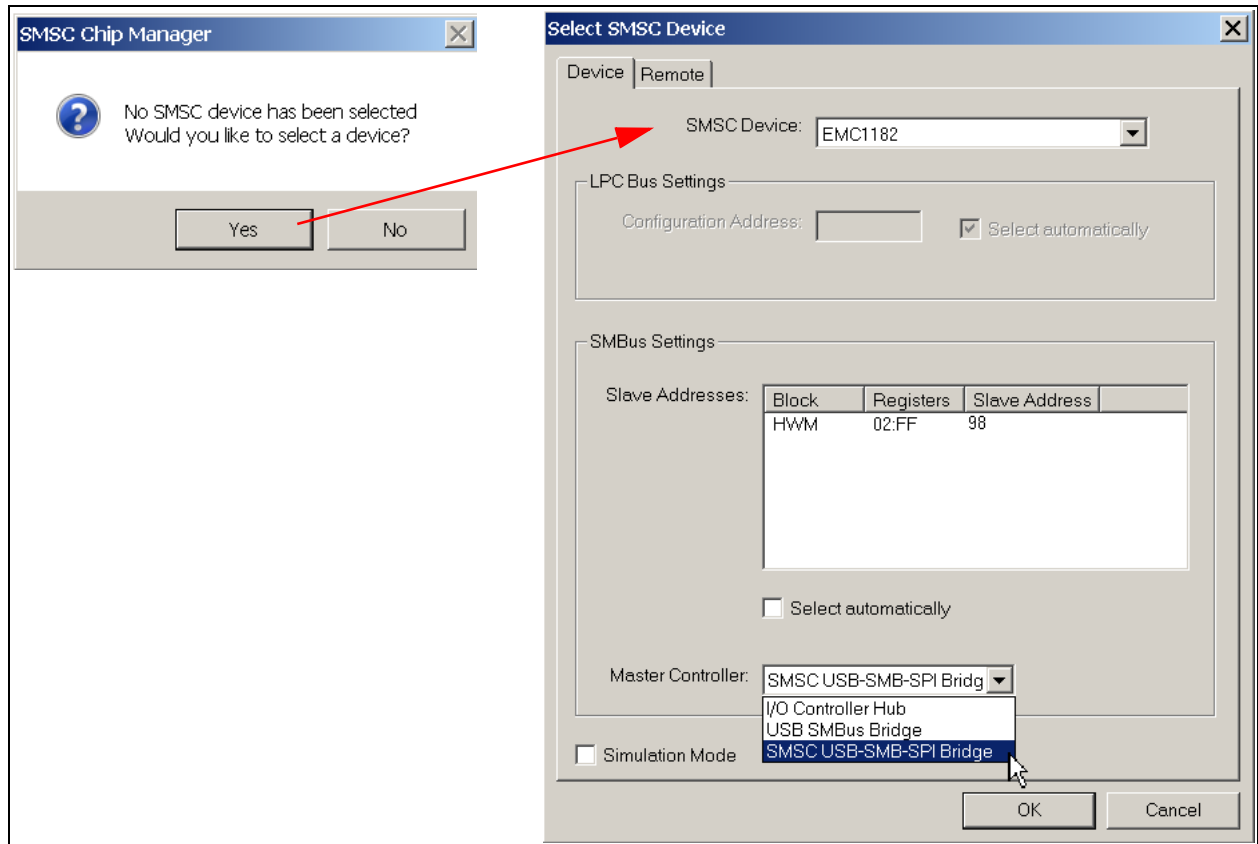 SMSC Chip Manager
No SMSC device has been selected
Would you like to select a device?
Yes
No
Select SMSC Device
Device
Remote
SMSC Device:
EMC1182
LPC Bus Settings
Configuration Address:
Select automatically
SMBus Settings
Slave Addresses:
Block Registers Slave Address
HWM 02:FF 98
Select automatically
Master Controller:
SMSC USB-SMB-SPI Bridg
I/O Controller Hub
USB SMBus Bridge
SMSC USB-SMB-SPI Bridge
Simulation Mode
OK
Cancel